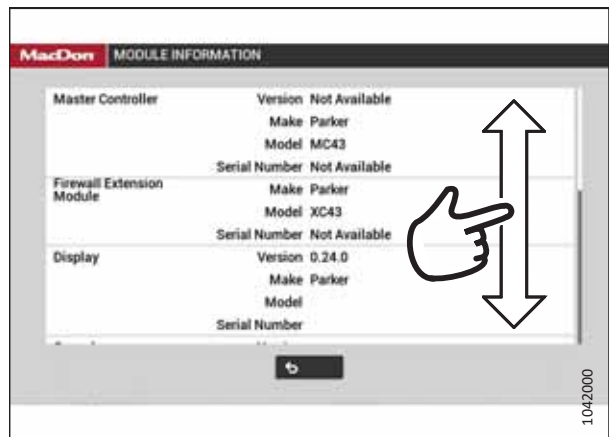 MacDon MODULE INFORMATION
Master Controller Version Not Available
Make Parker
Model MC43
Serial Number Not Available
Firewall Extension Module Make Parker
Model XC43
Serial Number Not Available
Display Version 0.24.0
Make Parker
Model
Serial Number
1042000